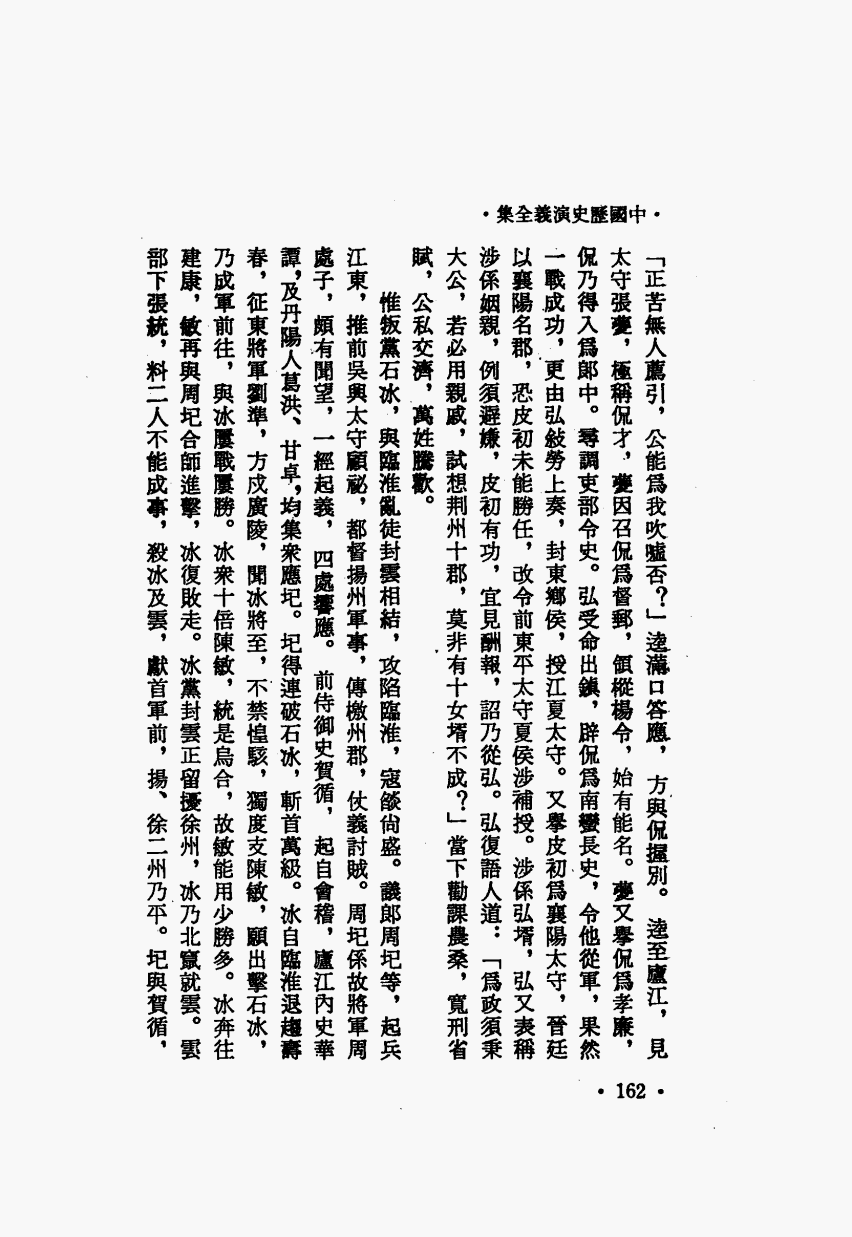 ·中國歷史演義全集·
「正苦無人薦引，公能爲我吹噓否？」逵滿口答應，方與侃握別。逵至廬江，見
太守張夔，極稱侃才，夔因召侃爲督郵，領樅楊令，始有能名。夔又擧侃爲孝廉，
侃乃得入爲郞中。尋調吏部令史。弘受命出鎮，辟侃爲南蠻長史，令他從軍，果然
一戰成功，更由弘敍勞上奏，封東鄉侯，授江夏太守。又擧皮初爲襄陽太守，晉廷
以襄陽名郡，恐皮初未能勝任，改令前東平太守夏侯涉補授。涉係弘壻，弘又表稱
涉係姻親，例須避嫌，皮初有功，宜見酬報，詔乃從弘。弘復語人道：「爲政須秉
大公，若必用親戚，試想荆州十郡，莫非有十女壻不成？」當下勸課農桑，寬刑省
賦，公私交濟，萬姓騰歡。
惟叛黨石冰，與臨淮亂徒封雲相結，攻陷臨淮，寇燄尙盛。議郞周玘等，起兵
江東，推前吳興太守顧祕，都督揚州軍事，傳檄州郡，仗義討賊。周玘係故將軍周
處子，頗有聞望，一經起義，四處響應。前侍御史賀循，起自會稽，廬江內史華
譚，及丹陽人葛洪、甘卓，均集衆應玘。玘得連破石冰，斬首萬級。冰自臨淮退趨壽
春，征東將軍劉準，方戍廣陵，聞冰將至，不禁惶駭，獨度支陳敏，願出擊石冰，
乃成軍前往，與冰屢戰屢勝。冰衆十倍陳敏，統是烏合，故敏能用少勝多。冰奔往
建康，敏再與周玘合師進擊，冰復敗走。冰黨封雲正留擾徐州，冰乃北竄就雲。雲
部下張統，料二人不能成事，殺冰及雲，獻首軍前，揚、徐二州乃平。玘與賀循，
·162·